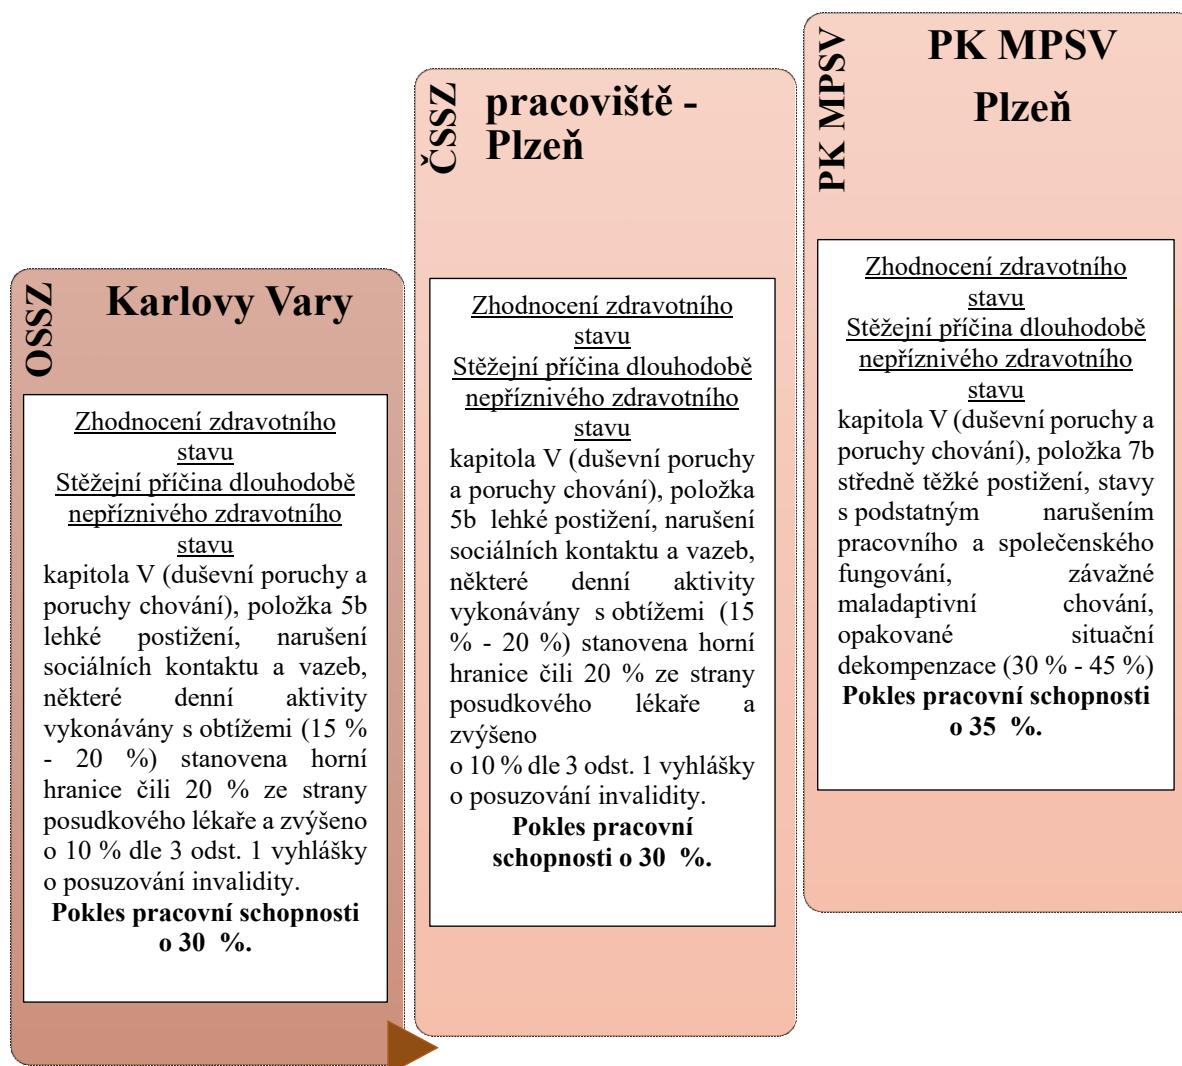 OSSZ
Karlovy Vary
Zhodnocení zdravotního
stavu
Stěžejní příčina dlouhodobě
nepříznivého zdravotního
stavu
kapitola V (duševní poruchy a
poruchy chování), položka 5b
lehké postižení, narušení
sociálních kontaktu a vazeb,
některé denní aktivity
vykonávány s obtížemi (15 %
- 20 %) stanovena horní
hranice čili 20 % ze strany
posudkového lékaře a zvýšeno
o 10 % dle 3 odst. 1 vyhlášky
o posuzování invalidity.
Pokles pracovní schopnosti
o 30 %.
ČSSZ
pracoviště -
Plzeň
Zhodnocení zdravotního
stavu
Stěžejní příčina dlouhodobě
nepříznivého zdravotního
stavu
kapitola V (duševní poruchy
a poruchy chování), položka
5b lehké postižení, narušení
sociálních kontaktu a vazeb,
některé denní aktivity
vykonávány s obtížemi (15
% - 20 %) stanovena horní
hranice čili 20 % ze strany
posudkového lékaře a
zvýšeno
o 10 % dle 3 odst. 1 vyhlášky
o posuzování invalidity.
Pokles pracovní
schopnosti o 30 %.
PK MPSV
PK MPSV
Plzeň
Zhodnocení zdravotního
stavu
Stěžejní příčina dlouhodobě
nepříznivého zdravotního
stavu
kapitola V (duševní poruchy a
poruchy chování), položka 7b
středně těžké postižení, stavy
s podstatným narušením
pracovního a společenského
fungování, závažné
maladaptivní chování,
opakované situační
dekompenzace (30 % - 45 %)
Pokles pracovní schopnosti
o 35 %.